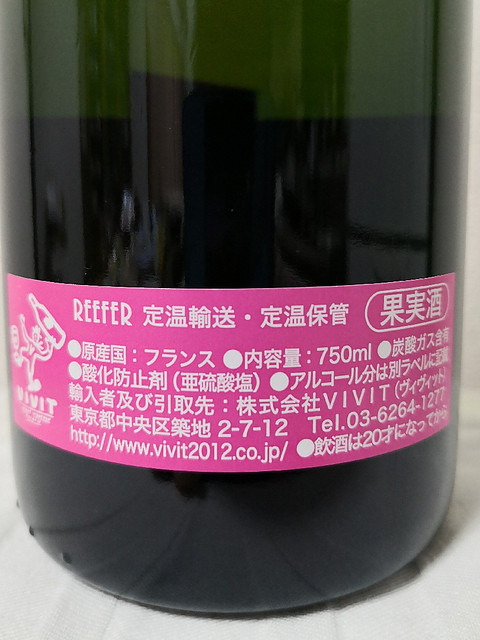 REEFER 定温輸送・定温保管 果実酒
●原産国：フランス ●内容量：750ml ●炭酸ガス含有
●酸化防止剤（亜硫酸塩） ●アルコール分は別ラベルに記載
輸入者及び引取先：株式会社VIVIT（ヴィヴィット）
東京都中央区築地 2-7-12 Tel.03-6264-1277
http://www.vivit2012.co.jp/ ●飲酒は20才になってから
VIVIT